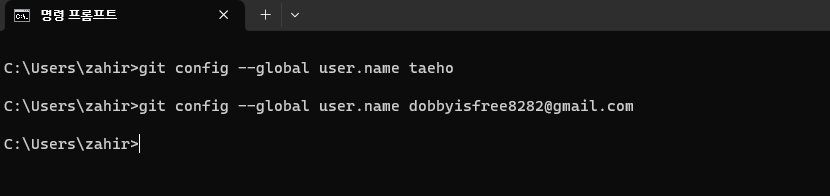 명령 프롬프트
C:\Users\zahir>git config --global user.name taeho
C:\Users\zahir>git config --global user.name dobbyisfree8282@gmail.com
C:\Users\zahir>